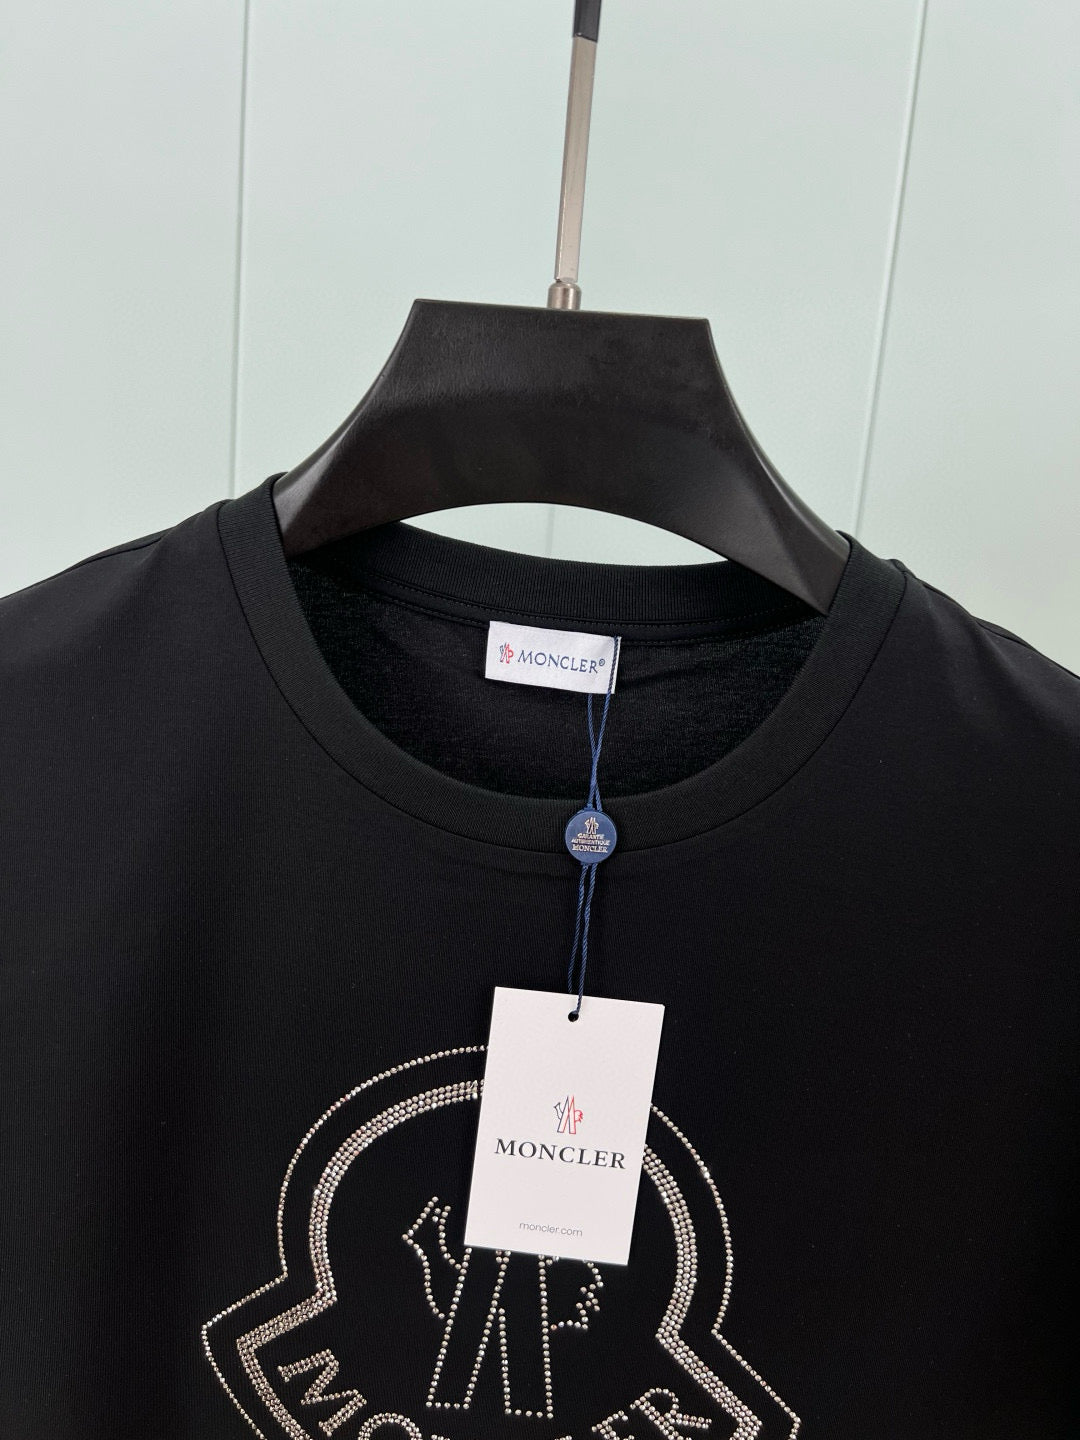 MONCLER®
GARANTIE
AUTHENTIQUE
MONCLER
MONCLER
moncler.com
MONCLER